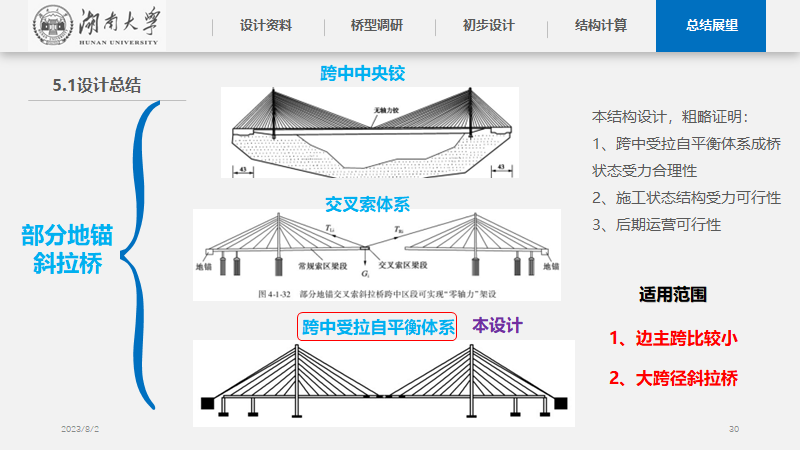 湖南大学
HUNAN UNIVERSITY
设计资料
桥型调研
初步设计
结构计算
总结展望
5.1设计总结
部分地锚
斜拉桥
跨中中央铰
无轴力铰
43
43
交叉索体系
TLi
TRi
地锚
常规索区梁段
Gi
交叉索区梁段
地锚
图 4-1-32 部分地锚交叉索斜拉桥跨中区段可实现“零轴力”架设
跨中受拉自平衡体系
本设计
本结构设计，粗略证明：
1、跨中受拉自平衡体系成桥
状态受力合理性
2、施工状态结构受力可行性
3、后期运营可行性
适用范围
1、边主跨比较小
2、大跨径斜拉桥
2023/8/2
30